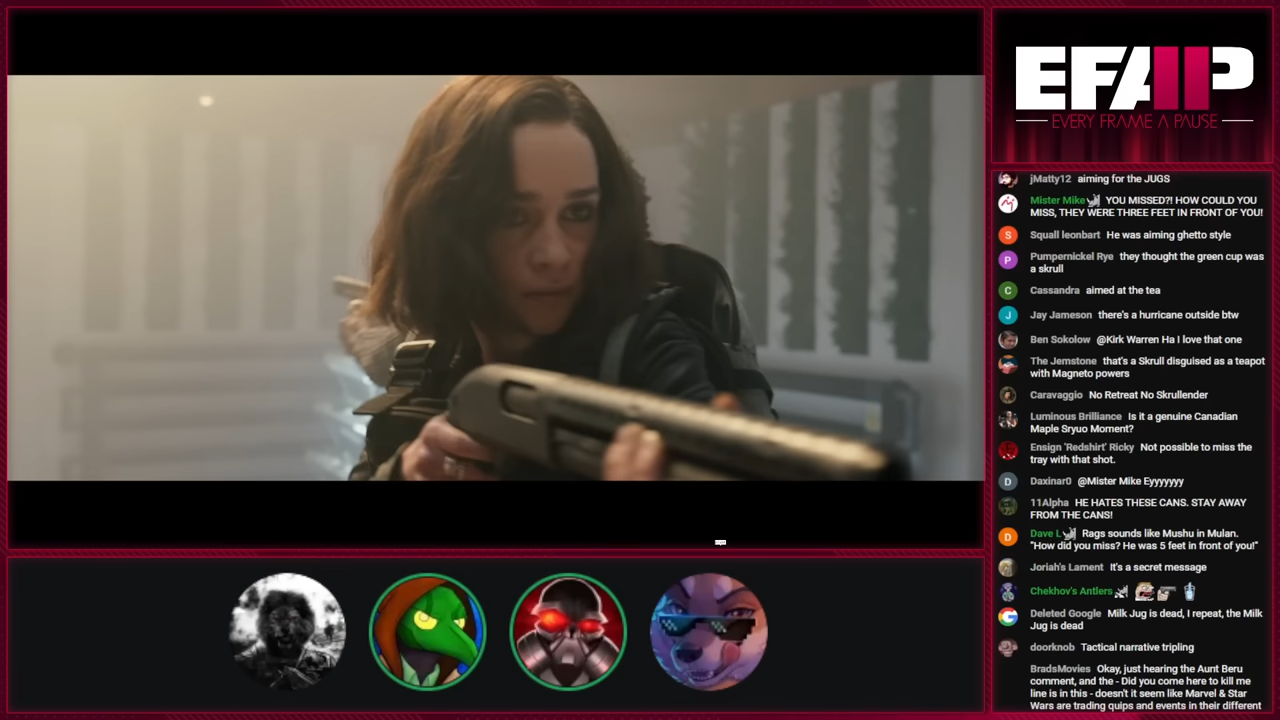 EFAP
EVERY FRAME A PAUSE
jMatty12 aiming for the JUGS
Mister Mike YOU MISSED?! HOW COULD YOU
MISS, THEY WERE THREE FEET IN FRONT OF YOU!
S
Squall leonbart He was aiming ghetto style
P
Pumpernickel Rye they thought the green cup was
a skrull
C
Cassandra aimed at the tea
J
Jay Jameson there's a hurricane outside btw
Ben Sokolow @Kirk Warren Ha I love that one
The Jemstone that's a Skrull disguised as a teapot
with Magneto powers
Caravaggio No Retreat No Skrullender
Luminous Brilliance Is it a genuine Canadian
Maple Sryuo Moment?
Ensign 'Redshirt' Ricky Not possible to miss the
tray with that shot.
D
Daxinar0 @Mister Mike Eyyyyyyy
11Alpha HE HATES THESE CANS. STAY AWAY
FROM THE CANS!
D
Dave L Rags sounds like Mushu in Mulan.
"How did you miss? He was 5 feet in front of you!"
Joriah's Lament It's a secret message
Chekhov's Antlers
Deleted Google Milk Jug is dead, I repeat, the Milk
Jug is dead
doorknob Tactical narrative tripling
BradsMovies Okay, just hearing the Aunt Beru
comment, and the - Did you come here to kill me
line is in this - doesn't it seem like Marvel & Star
Wars are trading quips and events in their different